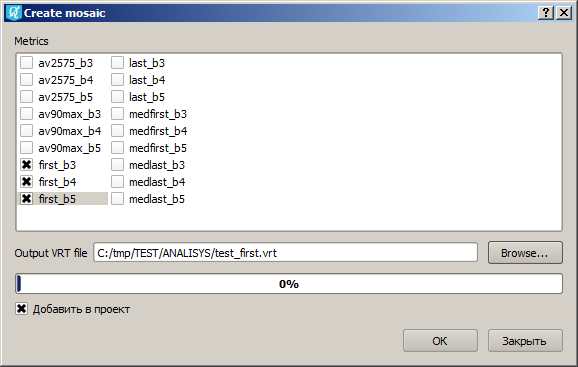 Create mosaic
Metrics
av2575_b3 last_b3
av2575_b4 last_b4
av2575_b5 last_b5
av90max_b3 medfirst_b3
av90max_b4 medfirst_b4
av90max_b5 medfirst_b5
first_b3 medlast_b3
first_b4 medlast_b4
first_b5 medlast_b5
Output VRT file C:/tmp/TEST/ANALISYS/test_first.vrt Browse...
0%
Добавить в проект
OK Закрыть